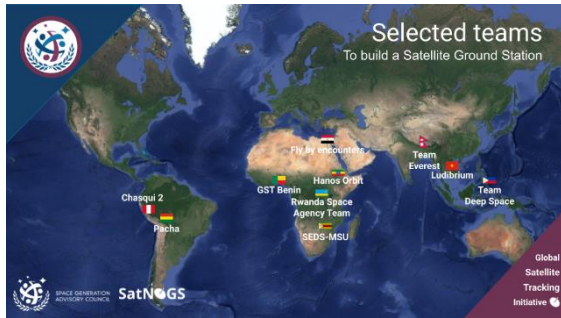 Selected teams
To build a Satellite Ground Station
Fly by encounters
Team
Everest
Ludibrium
Hanos Orbit
GST Benin
Team
Deep Space
Rwanda Space
Agency Team
Chasqui 2
Pacha
SEDS-MSU
Global
Satellite
Tracking
Initiative
SPACE GENERATION
ADVISORY COUNCIL
SatNOGS